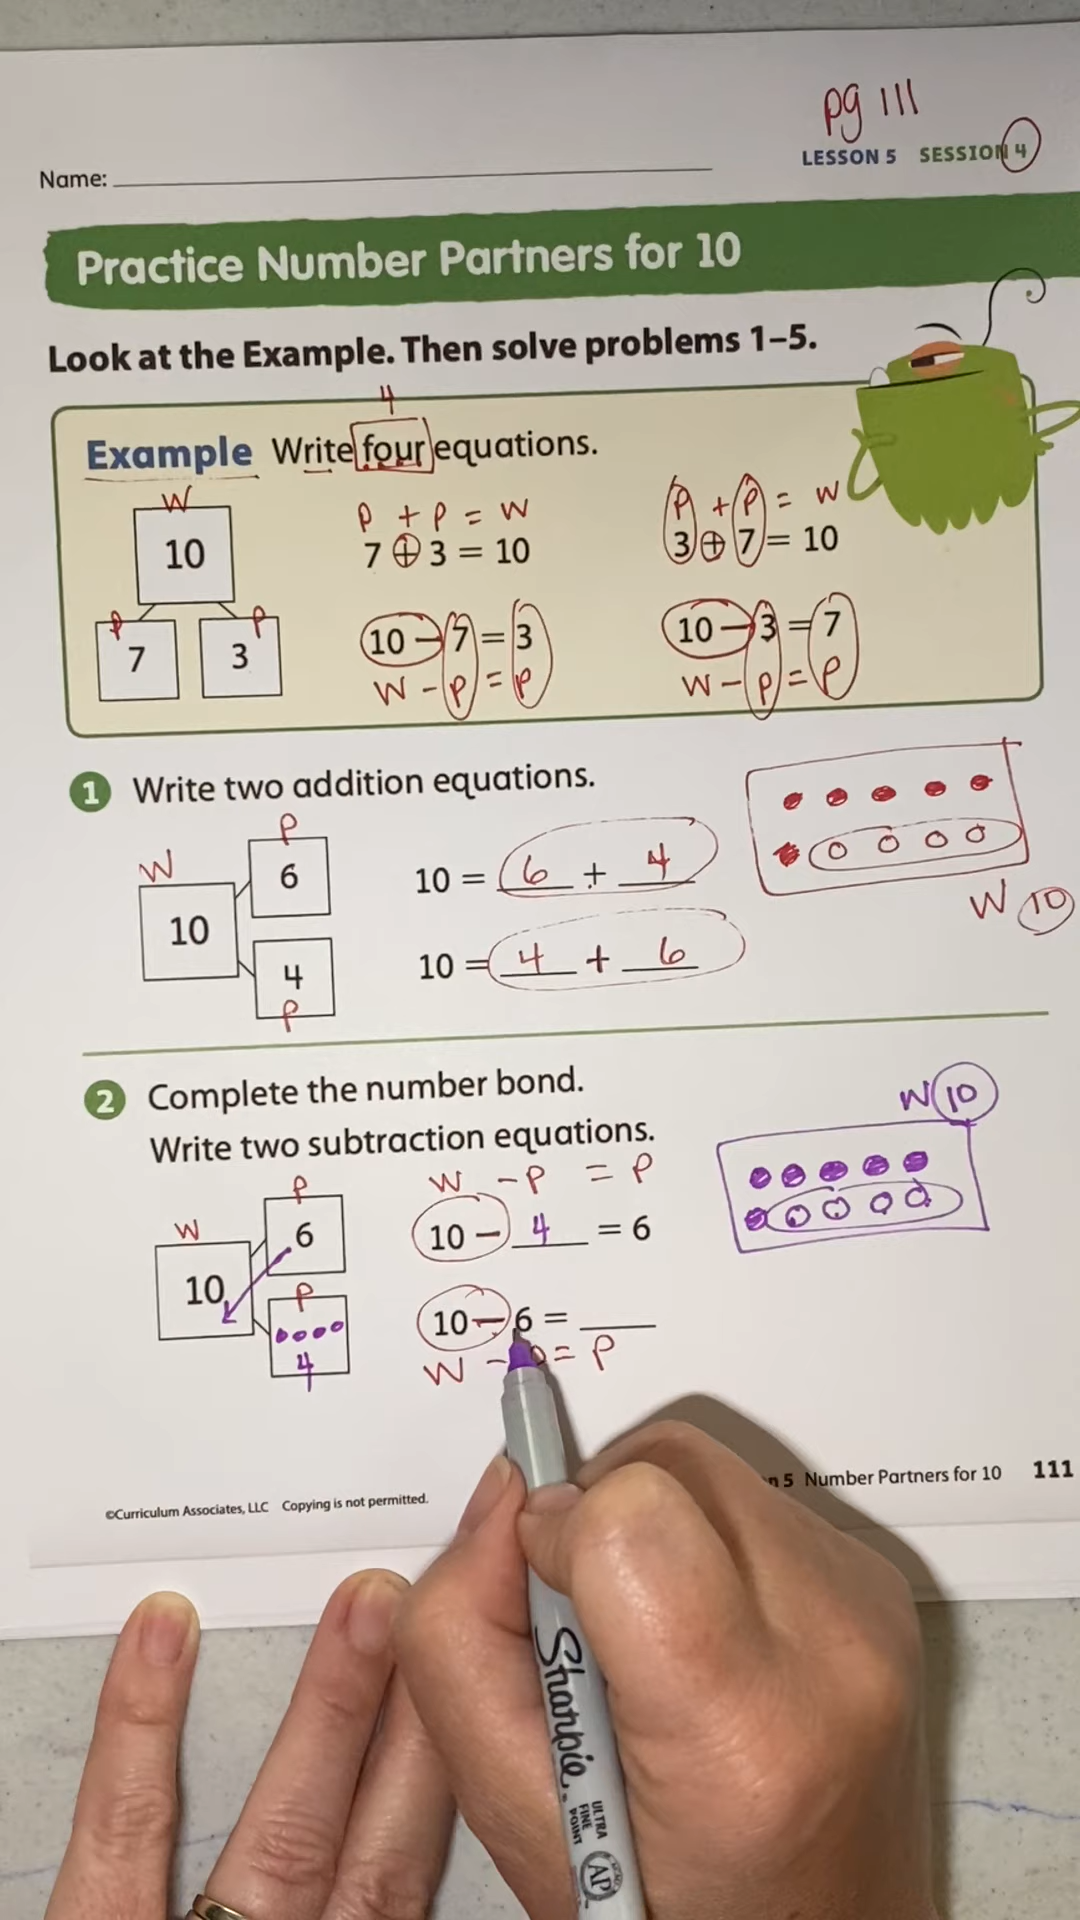 pg 111
LESSON 5 SESSION 4
Name:
Practice Number Partners for 10
Look at the Example. Then solve problems 1–5.
4
Example Write four equations.
W
10
P P
7 3
P + P = W
7 + 3 = 10
P + P = W
3 + 7 = 10
10 – 7 = 3
W - P = P
10 – 3 = 7
W - P = P
1 Write two addition equations.
W
10
P
6
4
P
10 = 6 + 4
10 = 4 + 6
W 10
2 Complete the number bond.
Write two subtraction equations.
W 10
W
10
P
6
P
4
W - P = P
10 – 4 = 6
10 – 6 =
W - = P
5 Number Partners for 10 111
©Curriculum Associates, LLC Copying is not permitted.
Sharpie.
ULTRA
FINE
POINT
AP